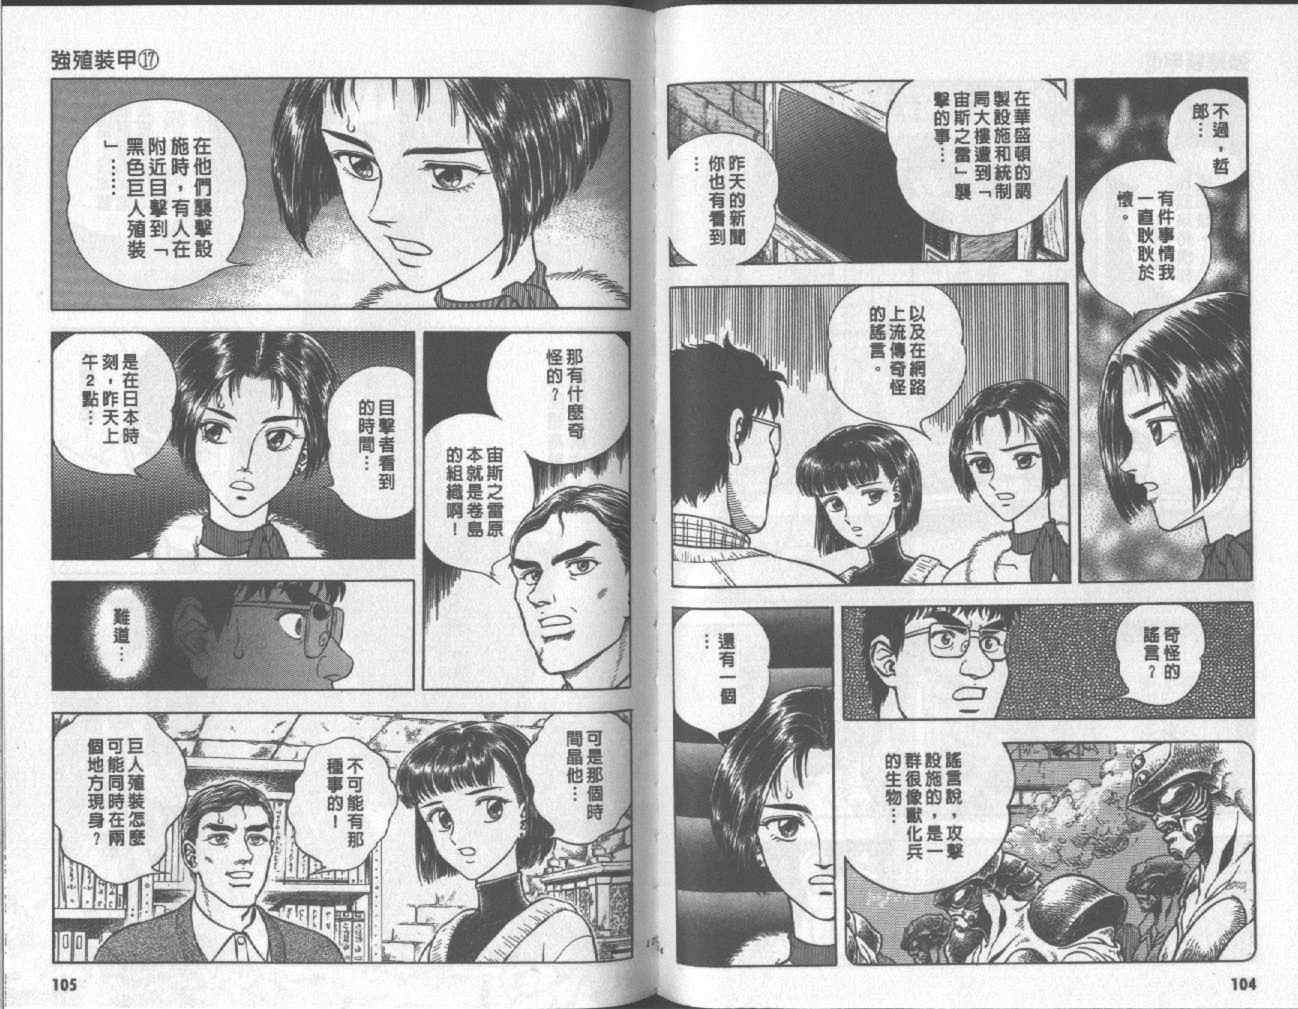 不過，哲
郎…
有件事情我
一直耿耿於
懷。
在華盛頓的調
製設施和統制
局大樓遭到「
宙斯之雷」襲
擊的事…
昨天的新聞
你也有看到
…
以及在網路
上流傳奇怪
的謠言。
奇怪的
謠言？
謠言說，攻擊
設施的，是一
群很像獸化兵
的生物…
還有一個
…
104
強殖裝甲⑰
在他們襲擊設
施時，有人在
附近目擊到「
黑色巨人殖裝
」……
那有什麼奇
怪的？
宙斯之雷原
本就是卷島
的組織啊！
目擊者看到
的時間…
是在日本時
刻，昨天上
午2點…
難道…
可是那個時
間晶他…
不可能有那
種事的！
巨人殖裝怎麼
可能同時在兩
個地方現身？
105